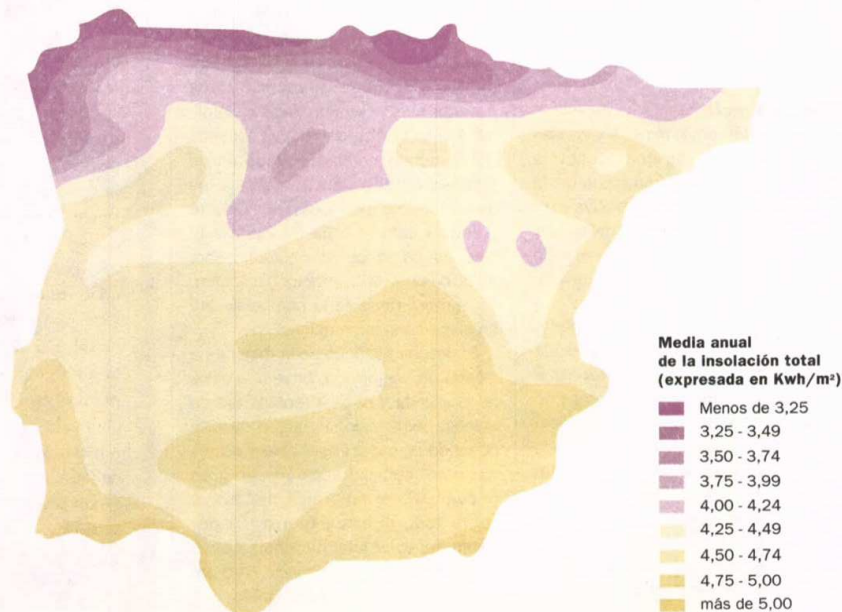 Media anual
de la insolación total
(expresada en Kwh/m²)
Menos de 3,25
3,25 - 3,49
3,50 - 3,74
3,75 - 3,99
4,00 - 4,24
4,25 - 4,49
4,50 - 4,74
4,75 - 5,00
más de 5,00